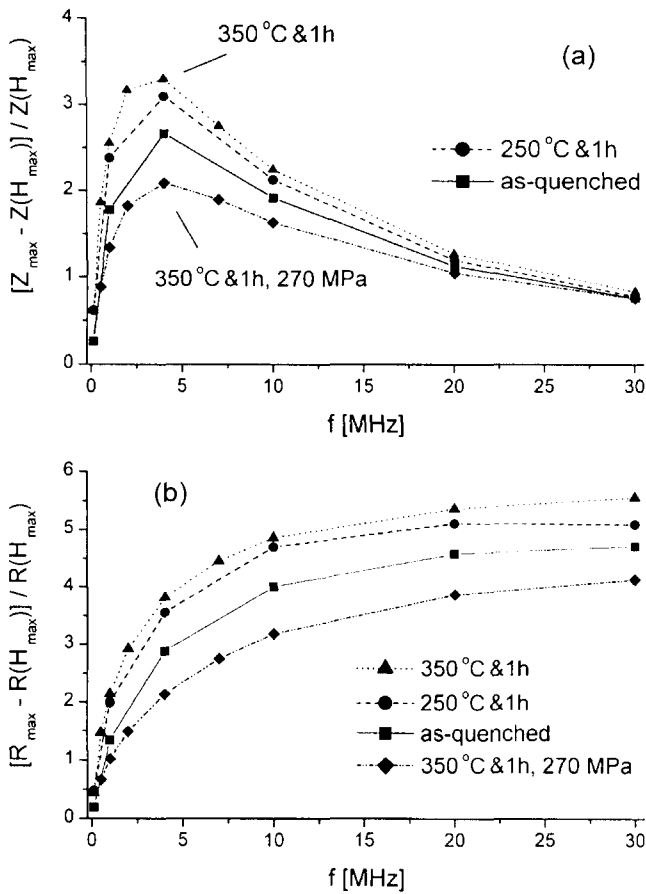 350 °C &1h
(a)
250 °C &1h
as-quenched
350 °C &1h, 270 MPa
[Z_max - Z(H_max)] / Z(H_max)
4
3
2
1
0
0 5 10 15 20 25 30
f [MHz]
(b)
[R_max - R(H_max)] / R(H_max)
6
5
4
3
2
1
0
350 °C &1h
250 °C &1h
as-quenched
350 °C &1h, 270 MPa
0 5 10 15 20 25 30
f [MHz]